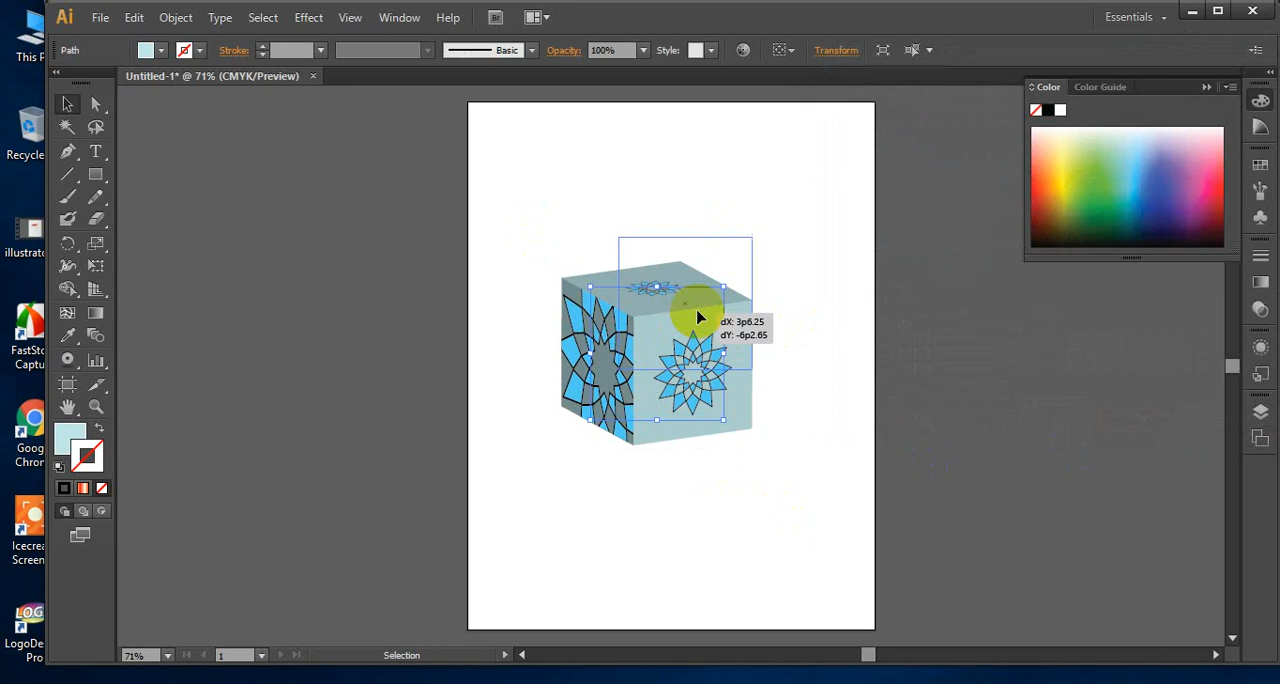 This P
Recycle
illustrato
FastSto
Captu
Goog
Chron
Icecrea
Screen
LOGO
LogoDe
Pro
Ai File Edit Object Type Select Effect View Window Help Br Essentials
Path Stroke: Basic Opacity: 100% Style: Transform
Untitled-1* @ 71% (CMYK/Preview)
Color Color Guide
T
dX: 3p6.25
dY: -6p2.65
71% 1 Selection